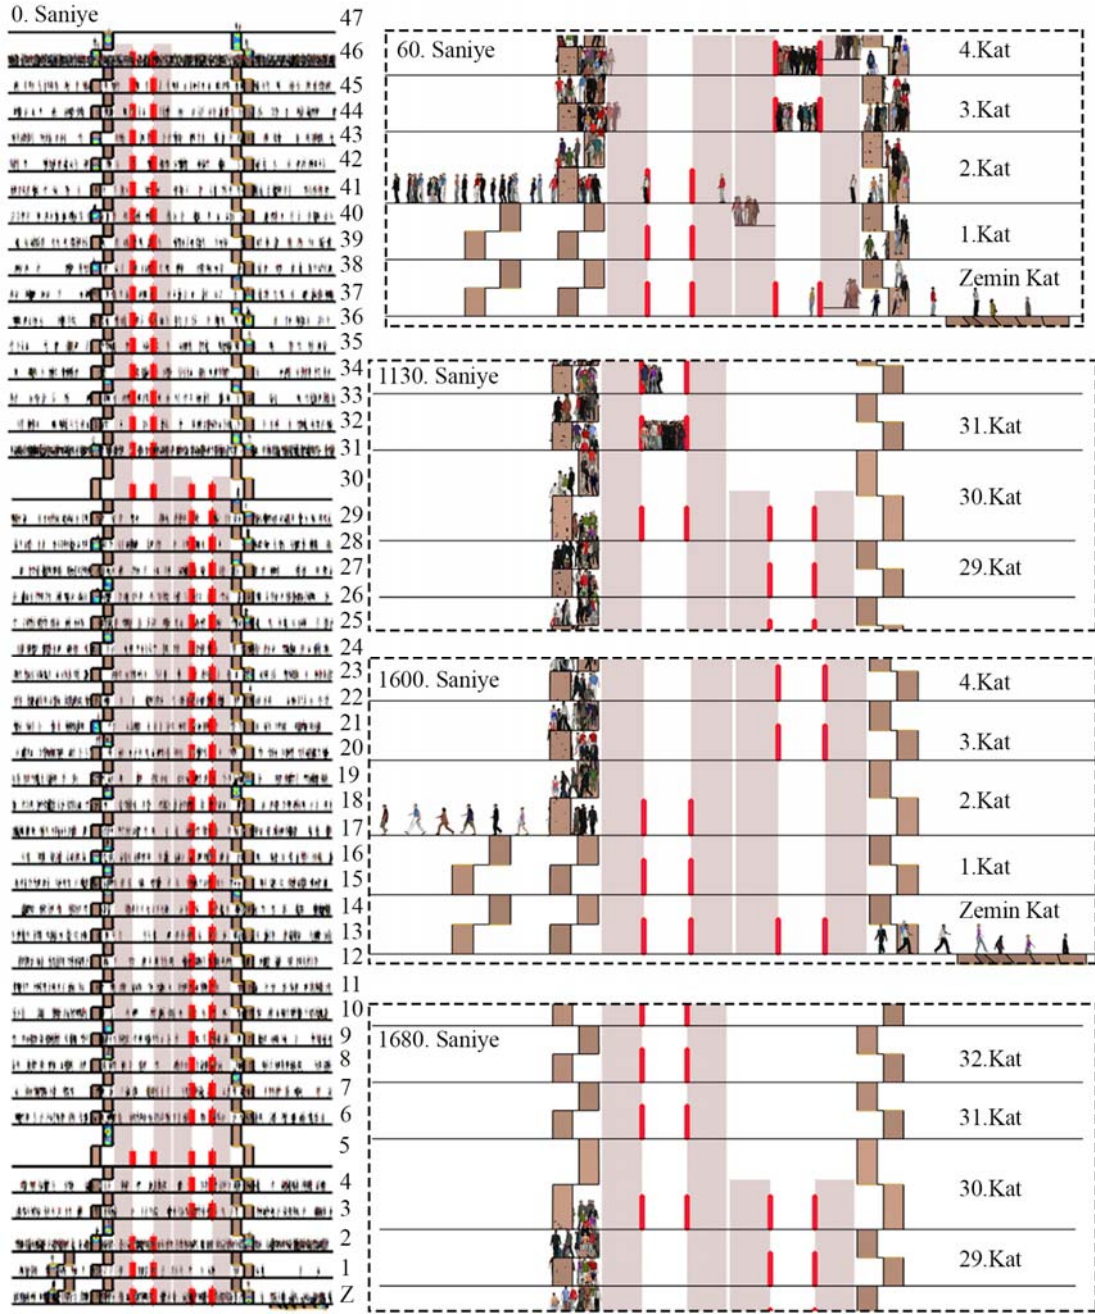 0. Saniye
47
46
45
44
43
42
41
40
39
38
37
36
35
34
33
32
31
30
29
28
27
26
25
24
23
22
21
20
19
18
17
16
15
14
13
12
11
10
9
8
7
6
5
4
3
2
1
Z
60. Saniye
4.Kat
3.Kat
2.Kat
1.Kat
Zemin Kat
1130. Saniye
31.Kat
30.Kat
29.Kat
1600. Saniye
4.Kat
3.Kat
2.Kat
1.Kat
Zemin Kat
1680. Saniye
32.Kat
31.Kat
30.Kat
29.Kat